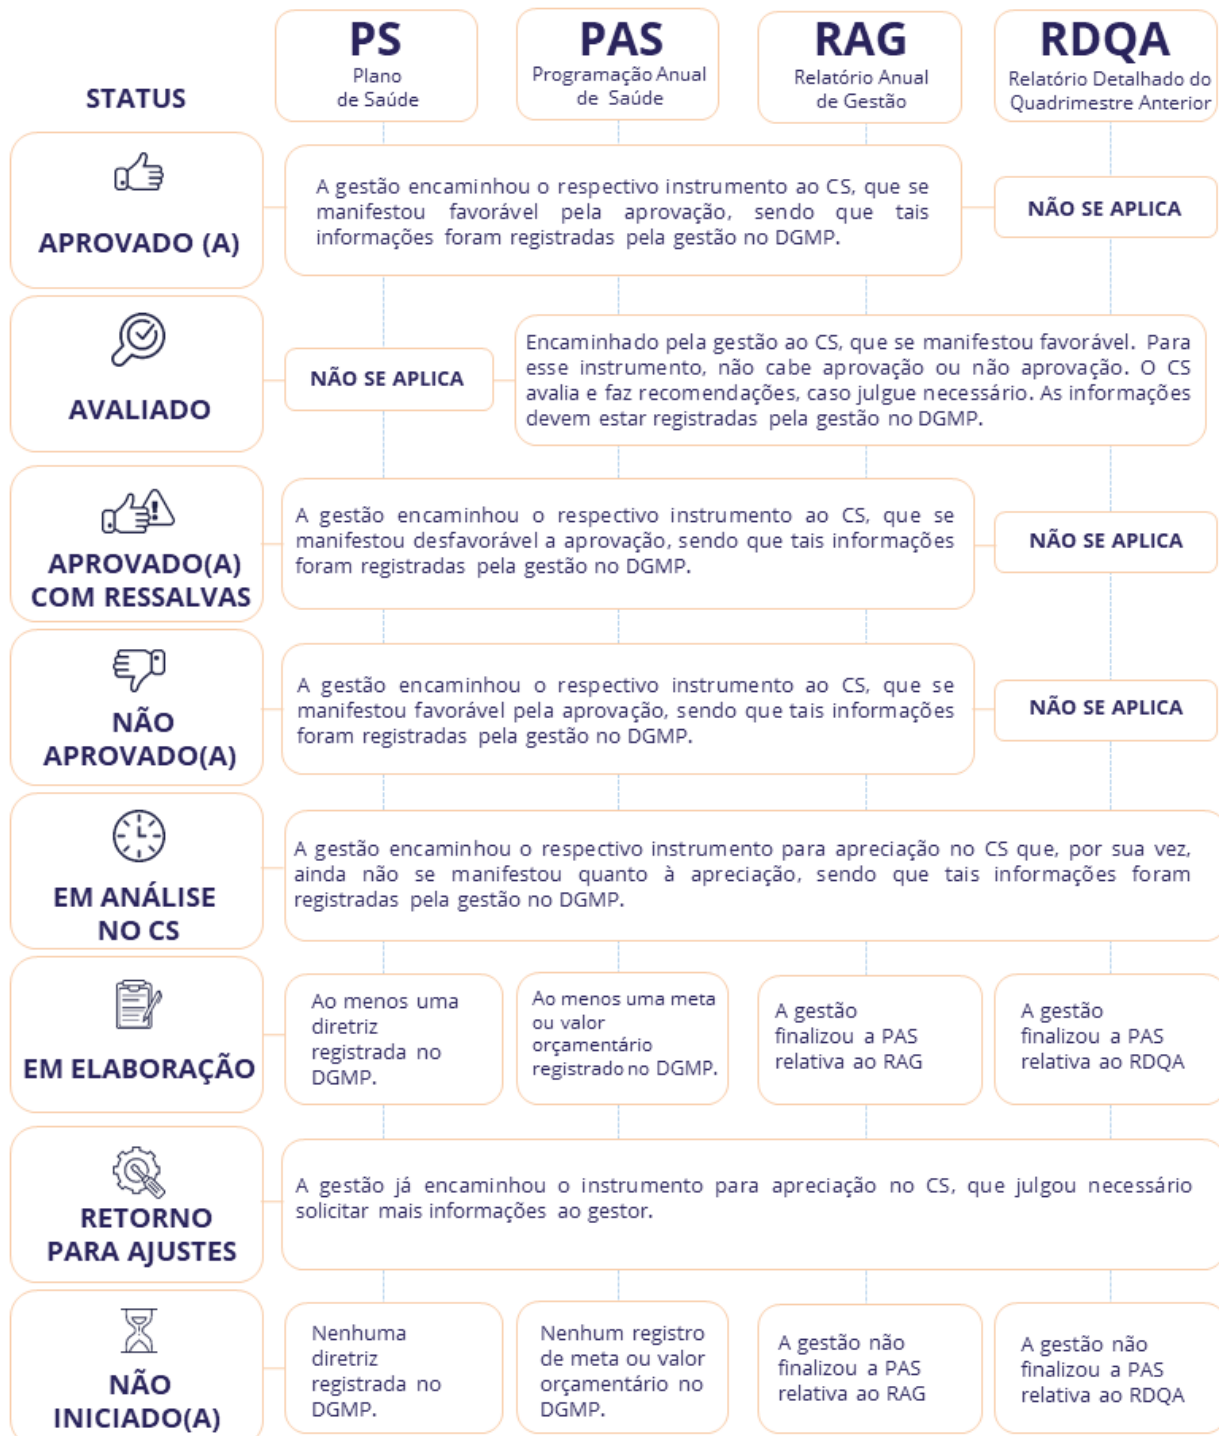 STATUS
PS
Plano
de Saúde
PAS
Programação Anual
de Saúde
RAG
Relatório Anual
de Gestão
RDQA
Relatório Detalhado do
Quadrimestre Anterior
APROVADO (A)
A gestão encaminhou o respectivo instrumento ao CS, que se
manifestou favorável pela aprovação, sendo que tais
informações foram registradas pela gestão no DGMP.
NÃO SE APLICA
AVALIADO
NÃO SE APLICA
Encaminhado pela gestão ao CS, que se manifestou favorável. Para
esse instrumento, não cabe aprovação ou não aprovação. O CS
avalia e faz recomendações, caso julgue necessário. As informações
devem estar registradas pela gestão no DGMP.
APROVADO(A)
COM RESSALVAS
A gestão encaminhou o respectivo instrumento ao CS, que se
manifestou desfavorável a aprovação, sendo que tais informações
foram registradas pela gestão no DGMP.
NÃO SE APLICA
NÃO
APROVADO(A)
A gestão encaminhou o respectivo instrumento ao CS, que se
manifestou favorável pela aprovação, sendo que tais informações
foram registradas pela gestão no DGMP.
NÃO SE APLICA
EM ANÁLISE
NO CS
A gestão encaminhou o respectivo instrumento para apreciação no CS que, por sua vez,
ainda não se manifestou quanto à apreciação, sendo que tais informações foram
registradas pela gestão no DGMP.
EM ELABORAÇÃO
Ao menos uma
diretriz
registrada no
DGMP.
Ao menos uma meta
ou valor
orçamentário
registrado no DGMP.
A gestão
finalizou a PAS
relativa ao RAG
A gestão
finalizou a PAS
relativa ao RDQA
RETORNO
PARA AJUSTES
A gestão já encaminhou o instrumento para apreciação no CS, que julgou necessário
solicitar mais informações ao gestor.
NÃO
INICIADO(A)
Nenhuma
diretriz
registrada no
DGMP.
Nenhum registro
de meta ou valor
orçamentário no
DGMP.
A gestão não
finalizou a PAS
relativa ao RAG
A gestão não
finalizou a PAS
relativa ao RDQA